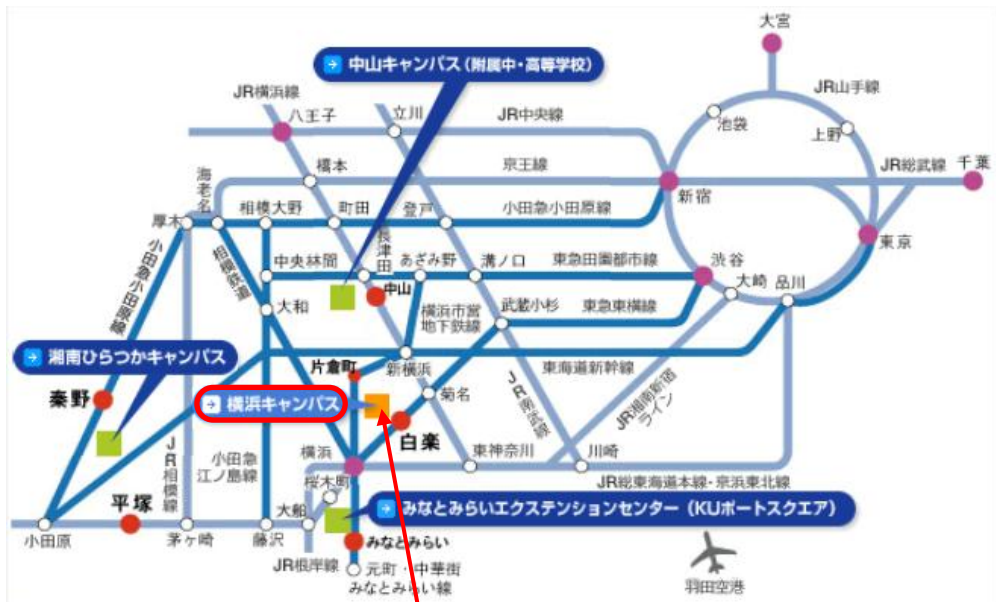 大宮
中山キャンパス（附属中・高等学校）
JR山手線
JR横浜線
八王子
立川
JR中央線
池袋
上野
橋本
京王線
JR総武線
千葉
海老名
新宿
厚木
相模大野
町田
登戸
小田急小田原線
東京
小田急小田原線
相模鉄道
長津田
中央林間
あざみ野
溝ノ口
東急田園都市線
渋谷
大崎
品川
中山
大和
横浜市営
地下鉄線
武蔵小杉
東急東横線
湘南ひらつかキャンパス
片倉町
新横浜
東海道新幹線
秦野
横浜キャンパス
菊名
JR南武線
JR湘南新宿
ライン
白楽
JR相模線
小田急
江ノ島線
横浜
東神奈川
川崎
桜木町
JR総東海道本線・京浜東北線
平塚
大船
みなとみらいエクステンションセンター（KUポートスクエア）
小田原
茅ヶ崎
藤沢
みなとみらい
JR根岸線
元町・中華街
みなとみらい線
羽田空港